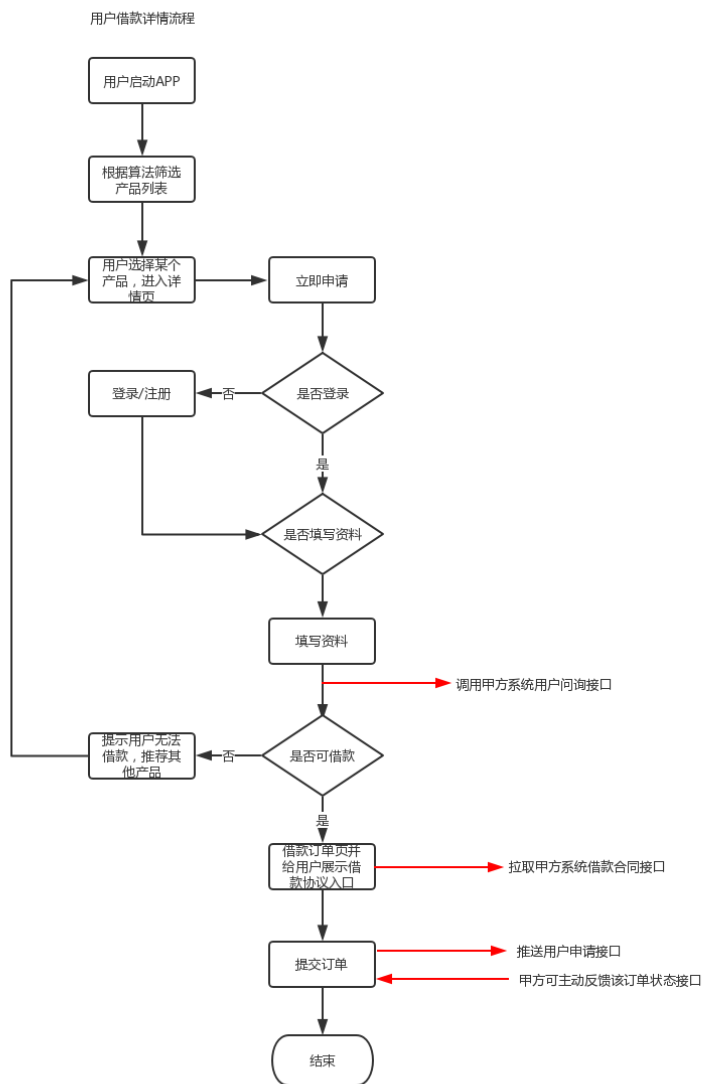 用户借款详情流程
用户启动APP
根据算法筛选
产品列表
用户选择某个
产品，进入详
情页
立即申请
登录/注册
否
是否登录
是
是否填写资料
填写资料
调用甲方系统用户问询接口
提示用户无法
借款，推荐其
他产品
否
是否可借款
是
借款订单页并
给用户展示借
款协议入口
拉取甲方系统借款合同接口
提交订单
推送用户申请接口
甲方可主动反馈该订单状态接口
结束